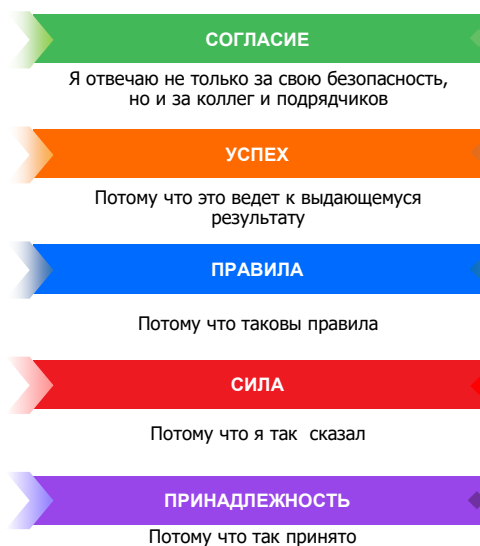 СОГЛАСИЕ
Я отвечаю не только за свою безопасность,
но и за коллег и подрядчиков
УСПЕХ
Потому что это ведет к выдающемуся
результату
ПРАВИЛА
Потому что таковы правила
СИЛА
Потому что я так  сказал
ПРИНАДЛЕЖНОСТЬ
Потому что так принято